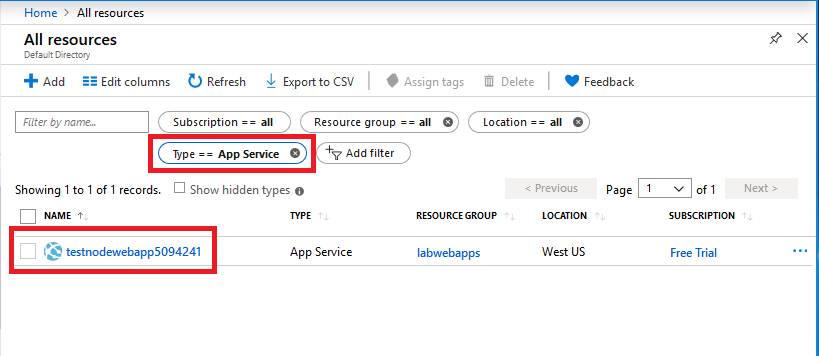 Home > All resources
All resources
Default Directory
Add Edit columns Refresh Export to CSV Assign tags Delete Feedback
Filter by name... Subscription == all Resource group == all Location == all
Type == App Service Add filter
Showing 1 to 1 of 1 records. Show hidden types < Previous Page 1 of 1 Next >
NAME TYPE RESOURCE GROUP LOCATION SUBSCRIPTION
testnodewebapp5094241 App Service labwebapps West US Free Trial